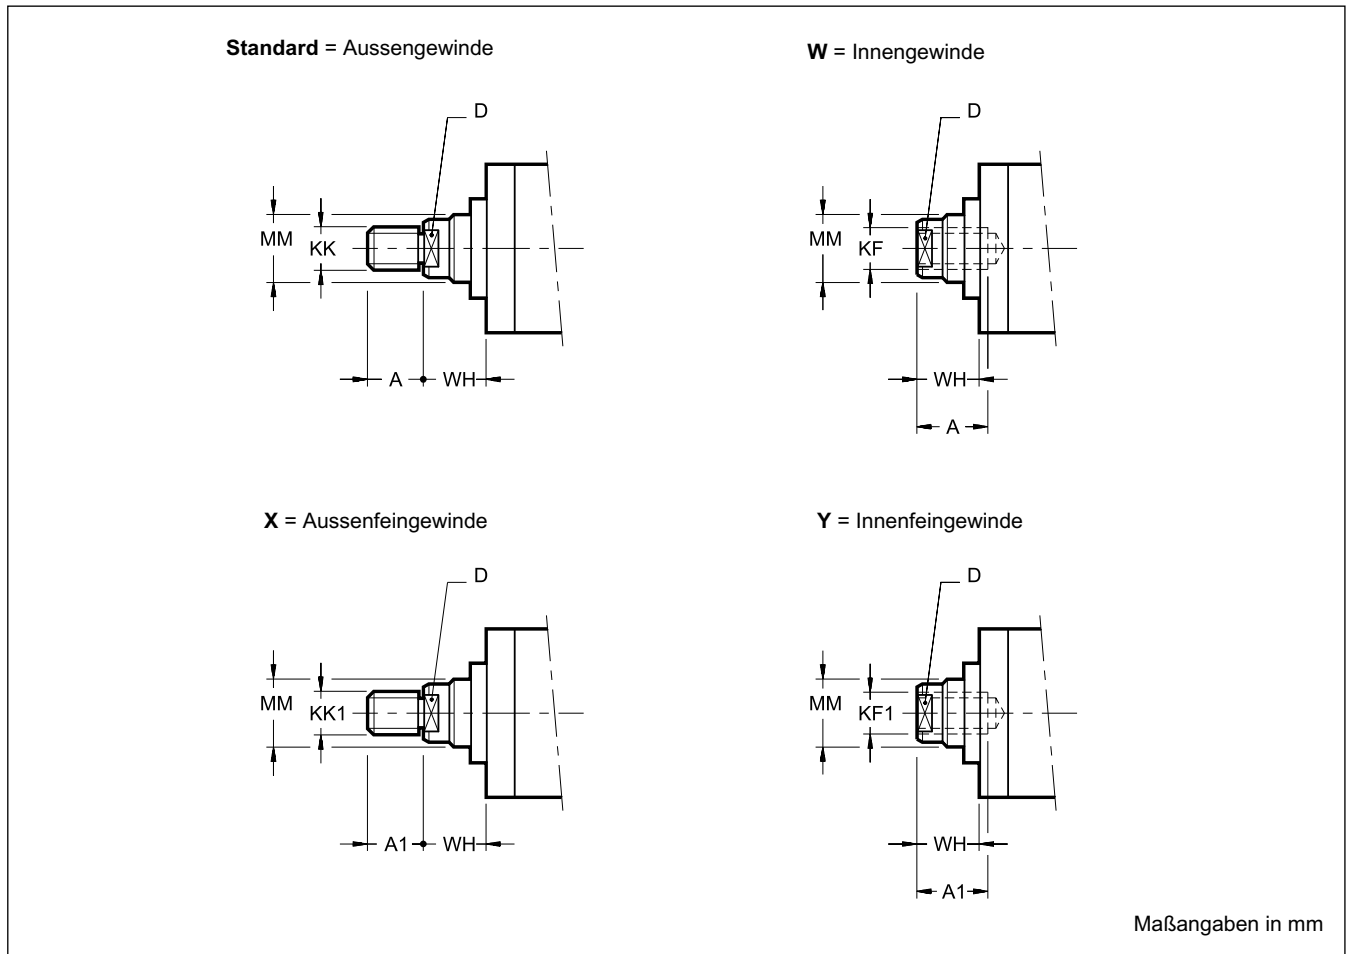 Standard = Aussengewinde
W = Innengewinde
D
D
MM
KK
MM
KF
A
WH
WH
A
X = Aussenfeingewinde
Y = Innenfeingewinde
D
D
MM
KK1
MM
KF1
A1
WH
WH
A1
Maßangaben in mm